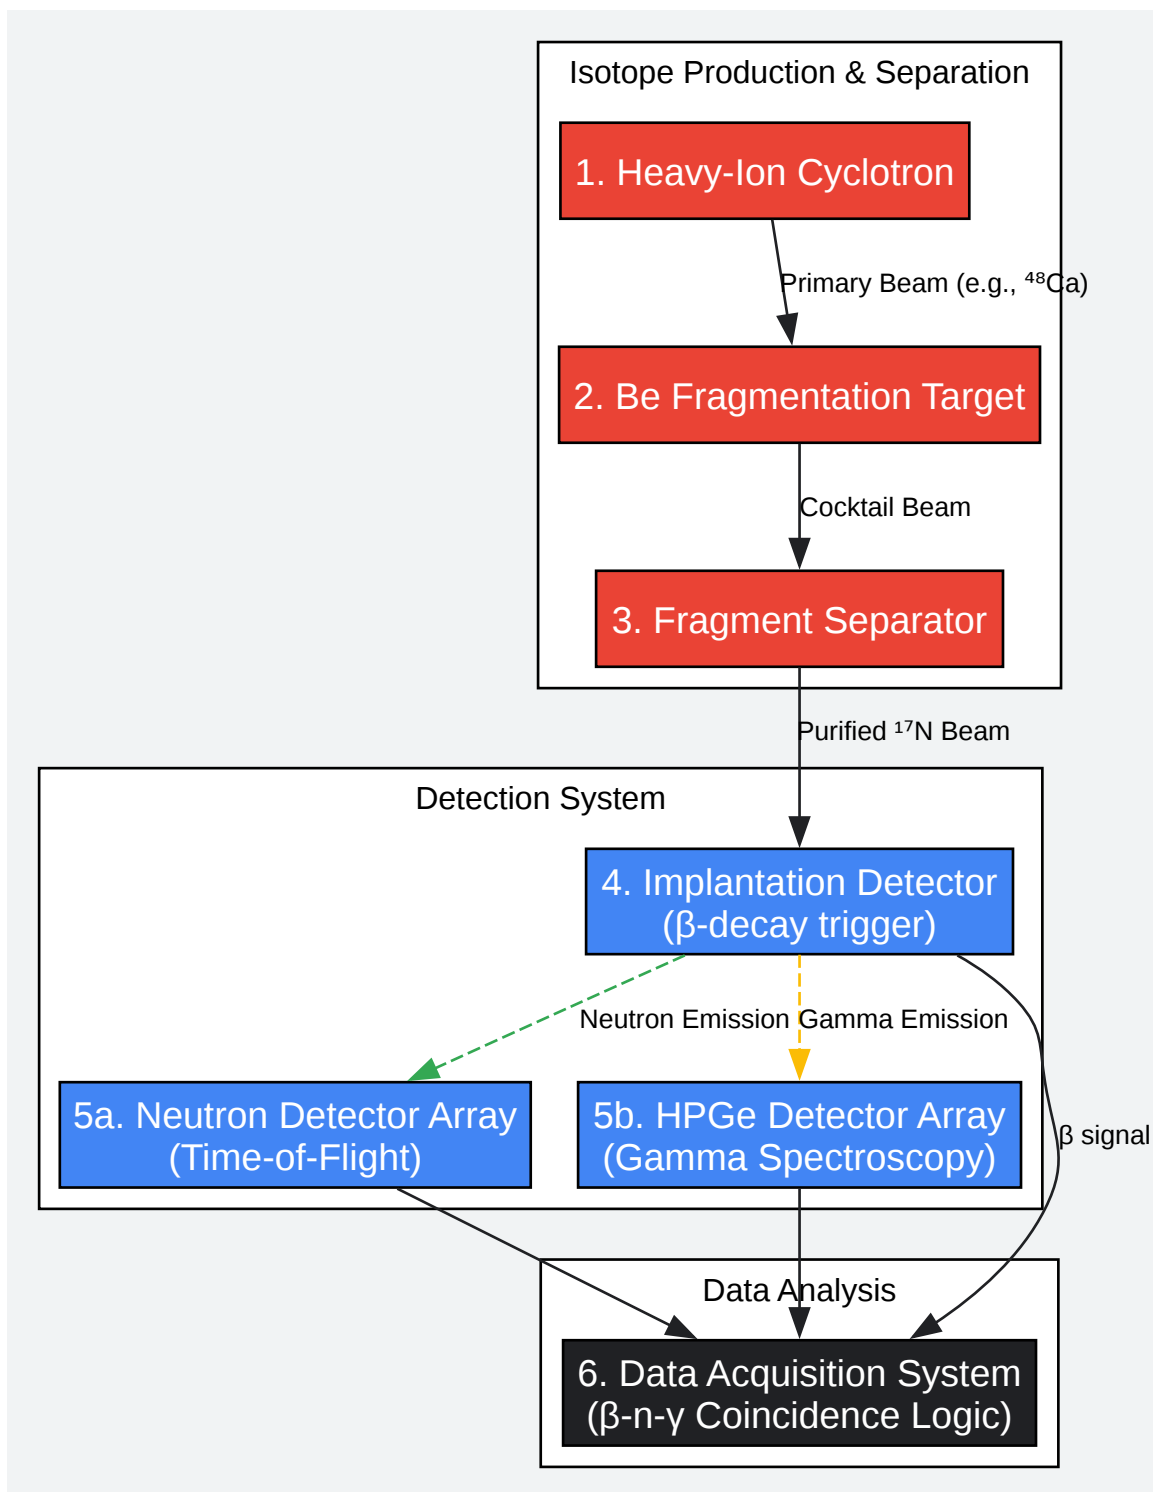 Isotope Production & Separation
1. Heavy-Ion Cyclotron
Primary Beam (e.g., ⁴⁸Ca)
2. Be Fragmentation Target
Cocktail Beam
3. Fragment Separator
Purified ¹⁷N Beam
Detection System
4. Implantation Detector
(β-decay trigger)
Neutron Emission
Gamma Emission
5a. Neutron Detector Array
(Time-of-Flight)
5b. HPGe Detector Array
(Gamma Spectroscopy)
β signal
Data Analysis
6. Data Acquisition System
(β-n-γ Coincidence Logic)